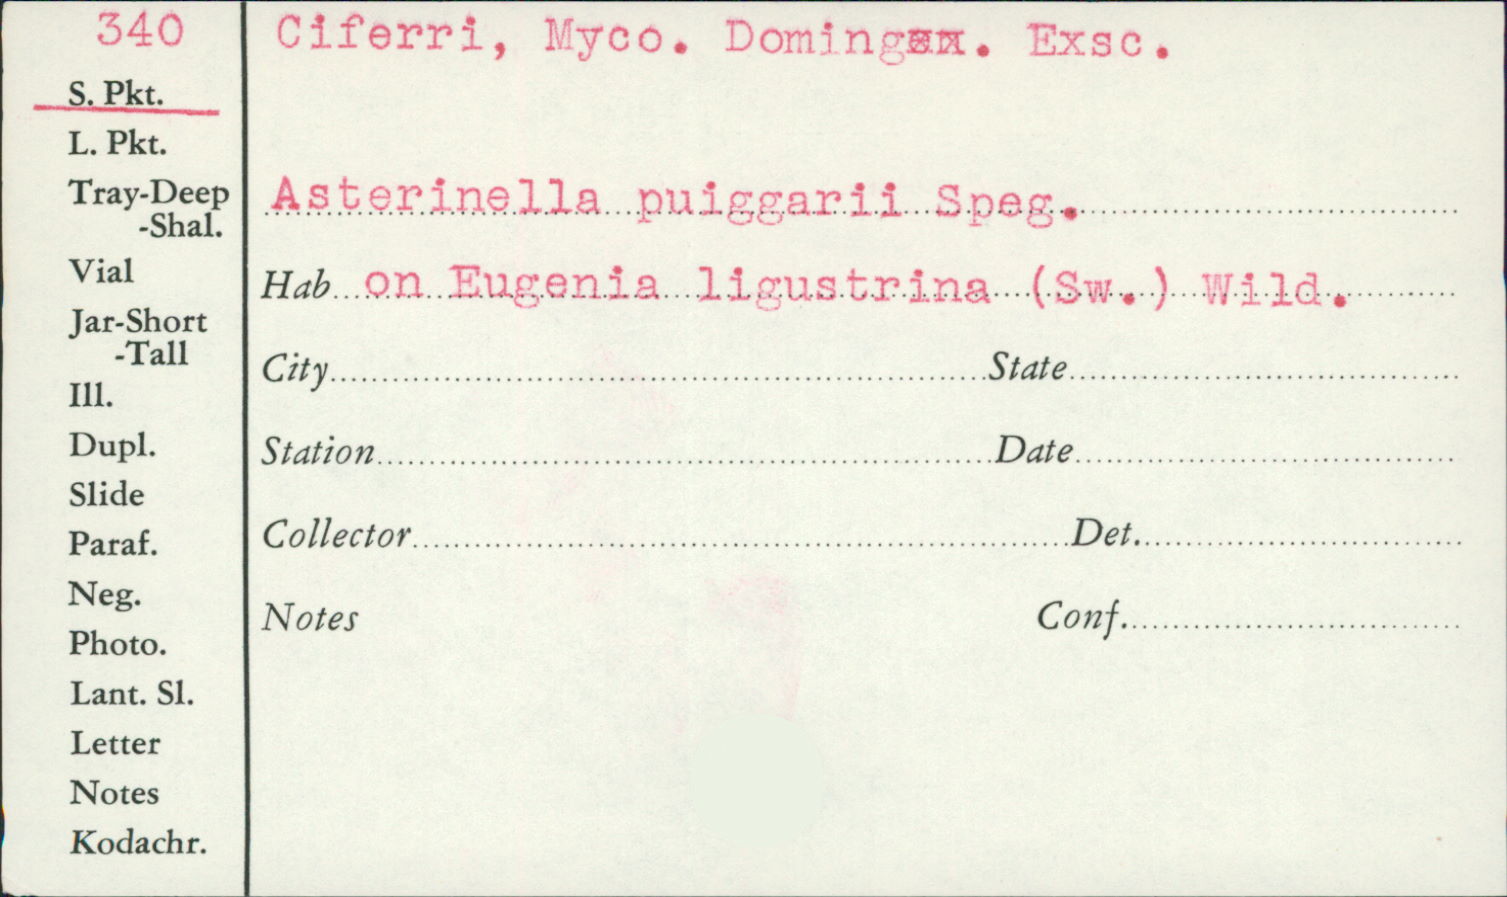 340
Ciferri, Myco. Doming. Exsc.
S. Pkt.
L. Pkt.
Tray-Deep
-Shal.
Asterinella puiggarii Speg.
Vial
Hab on Eugenia ligustrina (Sw.) Wild.
Jar-Short
-Tall
City State
Ill.
Dupl.
Station Date
Slide
Paraf.
Collector Det.
Neg.
Notes Conf.
Photo.
Lant. Sl.
Letter
Notes
Kodachr.